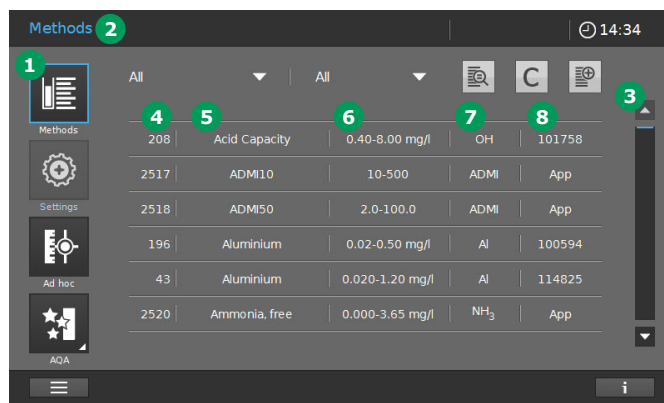 Methods 2
14:34
1
All All C
3
Methods
4 5 6 7 8
208 Acid Capacity 0.40-8.00 mg/l OH 101758
2517 ADMI10 10-500 ADMI App
Settings
2518 ADMI50 2.0-100.0 ADMI App
196 Aluminium 0.02-0.50 mg/l Al 100594
Ad hoc
43 Aluminium 0.020-1.20 mg/l Al 114825
2520 Ammonia, free 0.000-3.65 mg/l NH3 App
AQA
i